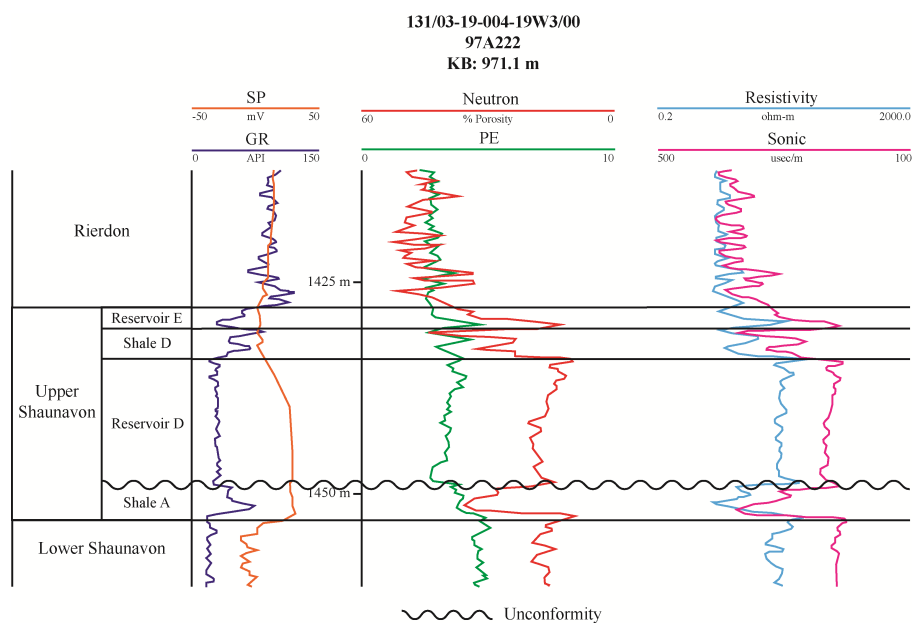 131/03-19-004-19W3/00
97A222
KB: 971.1 m
SP
-50 mV 50
GR
0 API 150
Neutron
60 % Porosity 0
PE
0 10
Resistivity
0.2 ohm-m 2000.0
Sonic
500 usec/m 100
Rierdon
1425 m
Reservoir E
Shale D
Upper
Shaunavon
Reservoir D
1450 m
Shale A
Lower Shaunavon
Unconformity